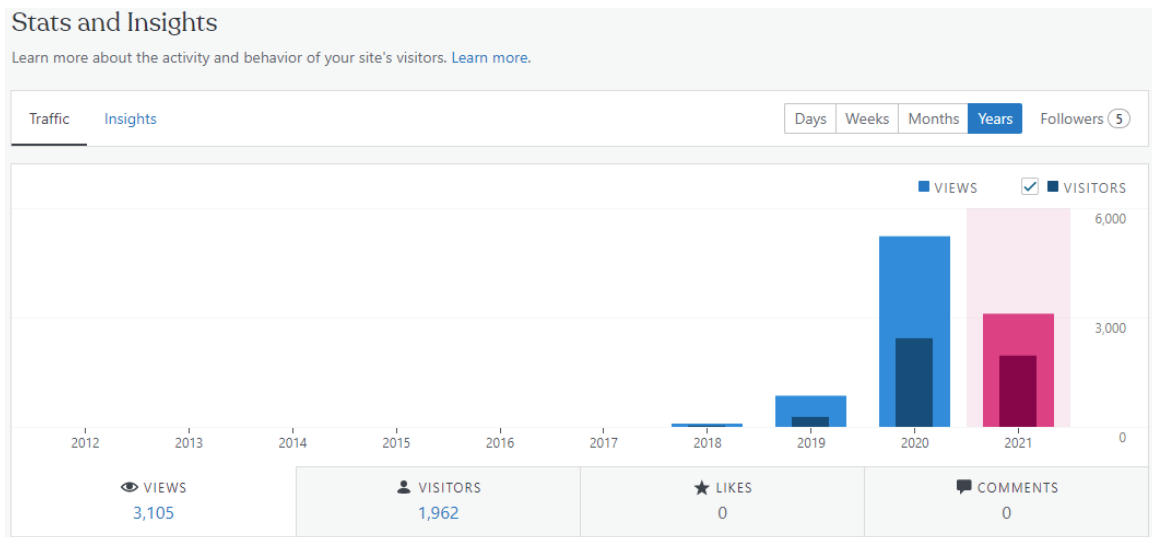 Stats and Insights
Learn more about the activity and behavior of your site's visitors. Learn more.
Traffic Insights Days Weeks Months Years Followers 5
VIEWS VISITORS
6,000
3,000
0
2012 2013 2014 2015 2016 2017 2018 2019 2020 2021
VIEWS VISITORS LIKES COMMENTS
3,105 1,962 0 0